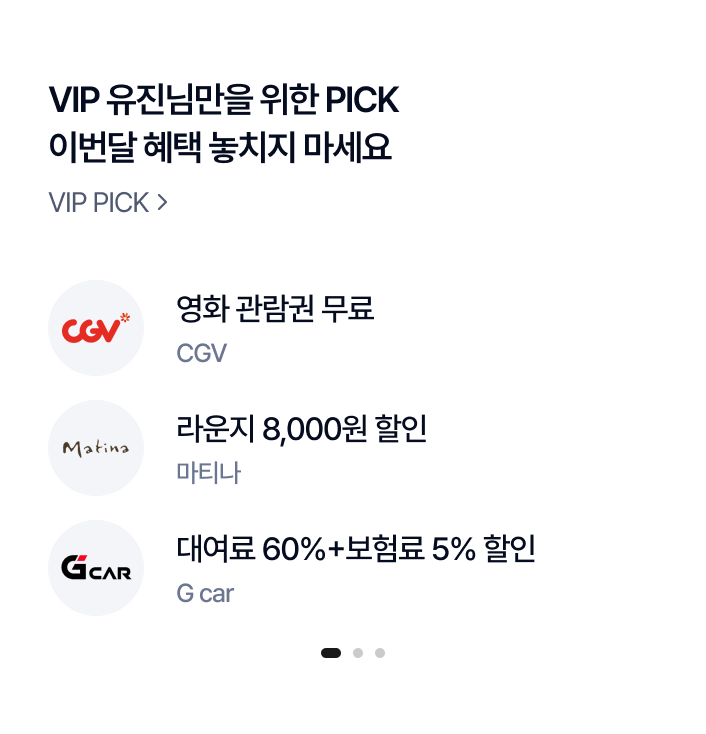 VIP 유진님만을 위한 PICK
이번달 혜택 놓치지 마세요
VIP PICK >
CGV
영화 관람권 무료
CGV
Matina
라운지 8,000원 할인
마티나
G CAR
대여료 60%+보험료 5% 할인
G car